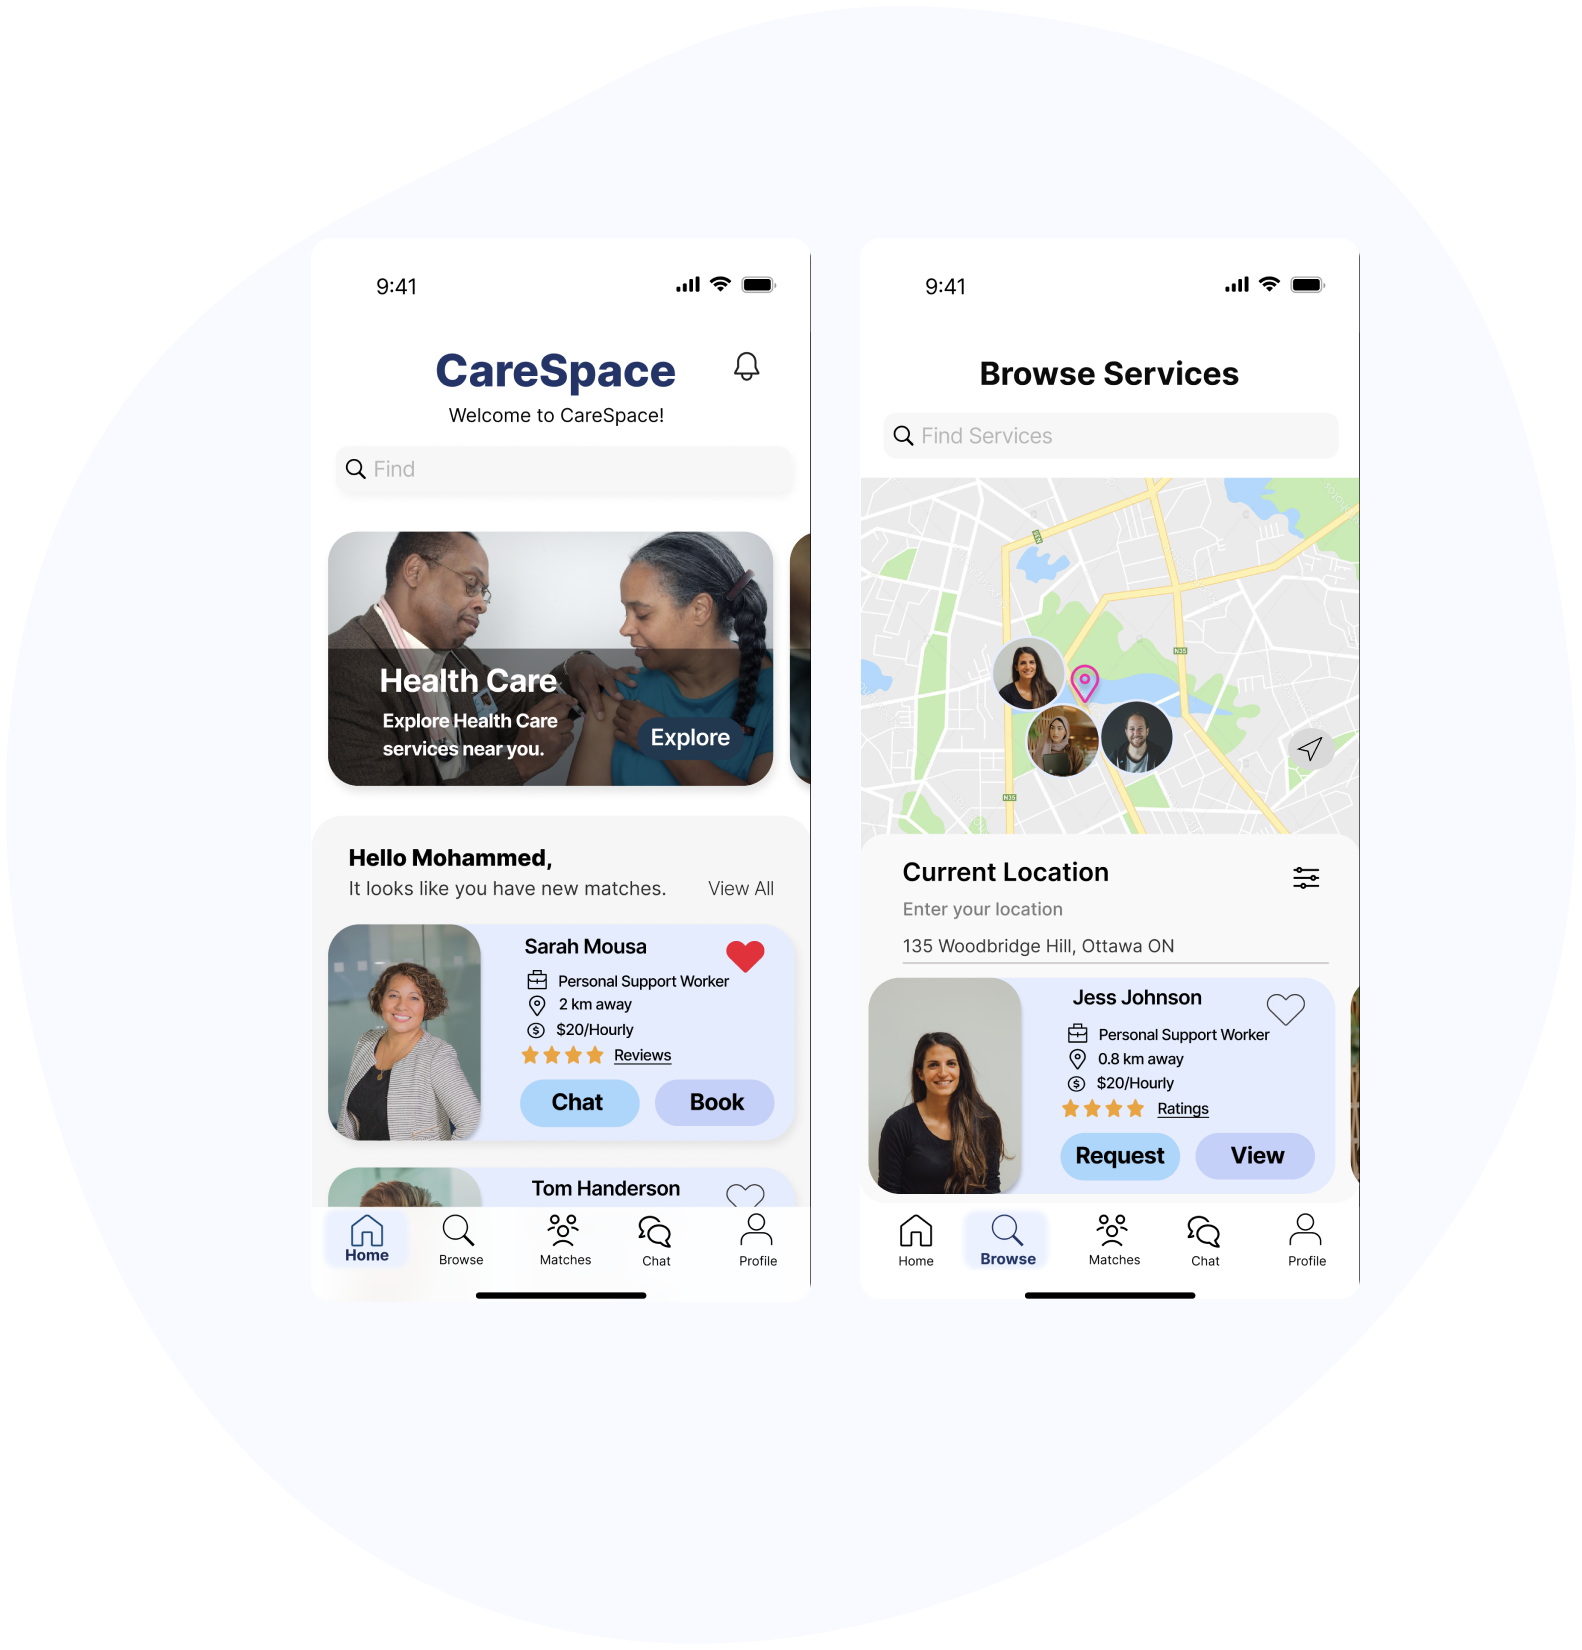 9:41
CareSpace
Welcome to CareSpace!
Find
Health Care
Explore Health Care
services near you.
Explore
Hello Mohammed,
It looks like you have new matches.
View All
Sarah Mousa
Personal Support Worker
2 km away
$20/Hourly
Reviews
Chat
Book
Tom Handerson
Home
Browse
Matches
Chat
Profile
9:41
Browse Services
Find Services
N35
N35
Current Location
Enter your location
135 Woodbridge Hill, Ottawa ON
Jess Johnson
Personal Support Worker
0.8 km away
$20/Hourly
Ratings
Request
View
Home
Browse
Matches
Chat
Profile